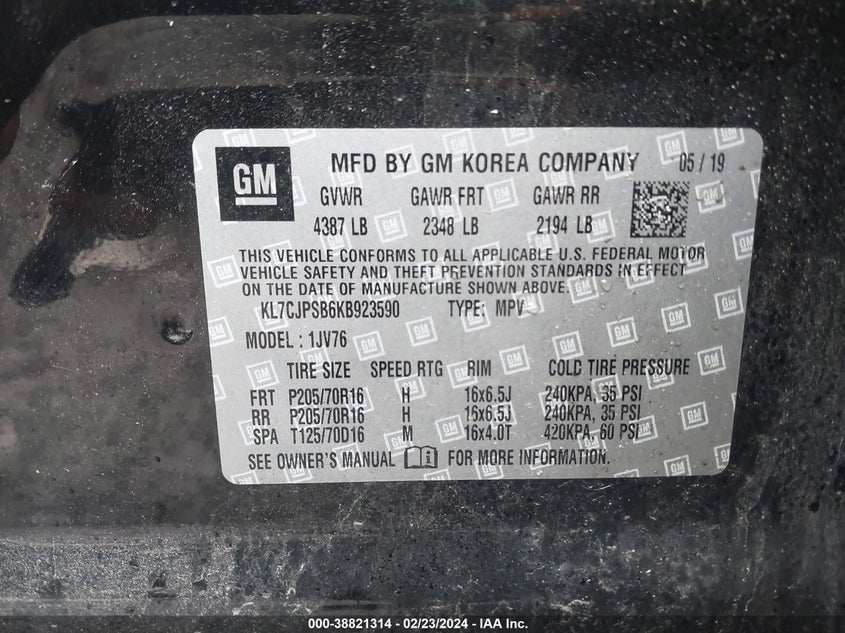 GM MFD BY GM KOREA COMPANY 05 / 19
GVWR GAWR FRT GAWR RR
4387 LB 2348 LB 2194 LB
THIS VEHICLE CONFORMS TO ALL APPLICABLE U.S. FEDERAL MOTOR
VEHICLE SAFETY AND THEFT PREVENTION STANDARDS IN EFFECT
ON THE DATE OF MANUFACTURE SHOWN ABOVE.
KL7CJPSB6KB923590 TYPE: MPV
MODEL : 1JV76
TIRE SIZE SPEED RTG RIM COLD TIRE PRESSURE
FRT P205/70R16 H 16x6.5J 240KPA, 35 PSI
RR P205/70R16 H 16x6.5J 240KPA, 35 PSI
SPA T125/70D16 M 16x4.0T 420KPA, 60 PSI
SEE OWNER'S MANUAL FOR MORE INFORMATION.
000-38821314 - 02/23/2024 - IAA Inc.